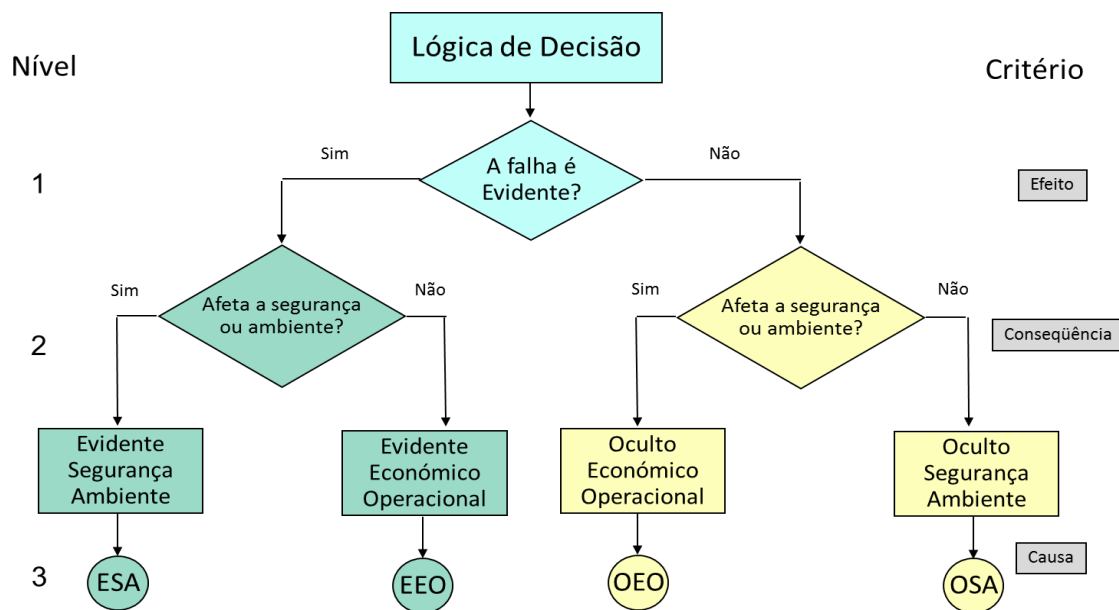 Lógica de Decisão
Nível
Critério
Sim
Não
A falha é
Evidente?
1
Efeito
Sim
Afeta a segurança
ou ambiente?
Não
Sim
Afeta a segurança
ou ambiente?
Não
2
Conseqüência
Evidente
Segurança
Ambiente
Evidente
Económico
Operacional
Oculto
Económico
Operacional
Oculto
Segurança
Ambiente
3
ESA
EEO
OEO
OSA
Causa